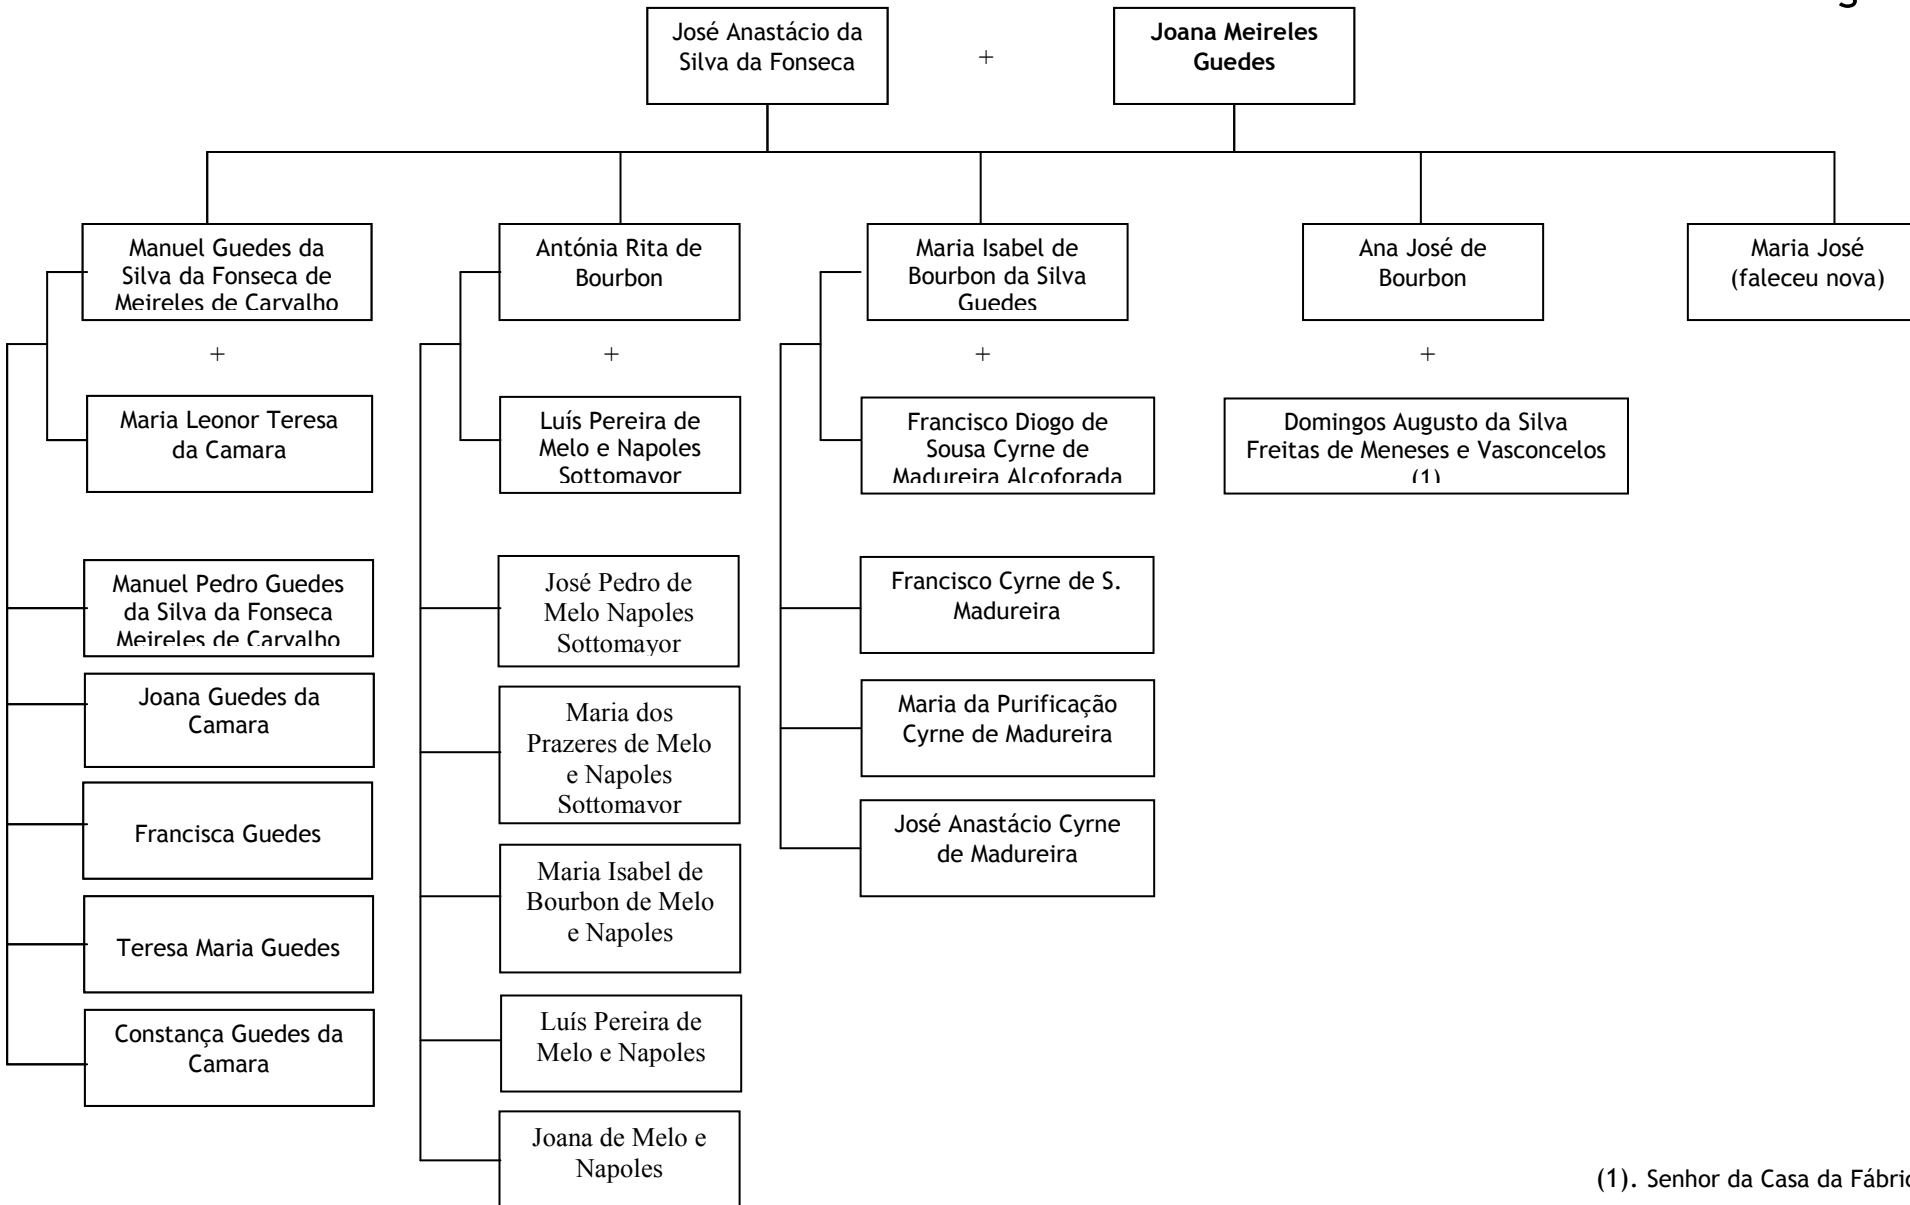 José Anastácio da
Silva da Fonseca
+
Joana Meireles
Guedes
Manuel Guedes da
Silva da Fonseca de
Meireles de Carvalho
António Rita de
Bourbon
Maria Isabel de
Bourbon da Silva
Guedes
Ana José de
Bourbon
Maria José
(faleceu nova)
+
+
+
+
Maria Leonor Teresa
da Camara
Luís Pereira de
Melo e Napoles
Sottomayor
Francisco Diogo de
Sousa Cyrne de
Madureira Alcoforada
Domingos Augusto da Silva
Freitas de Meneses e Vasconcelos
(1)
Manuel Pedro Guedes
da Silva da Fonseca
Meireles de Carvalho
Joana Guedes da
Camara
Francisca Guedes
Teresa Maria Guedes
Constança Guedes da
Camara
José Pedro de
Melo Napoles
Sottomayor
Maria dos
Prazeres de Melo
e Napoles
Sottomayor
Maria Isabel de
Bourbon de Melo
e Napoles
Luís Pereira de
Melo e Napoles
Joana de Melo e
Napoles
Francisco Cyrne de S.
Madureira
Maria da Purificação
Cyrne de Madureira
José Anastácio Cyrne
de Madureira
(1). Senhor da Casa da